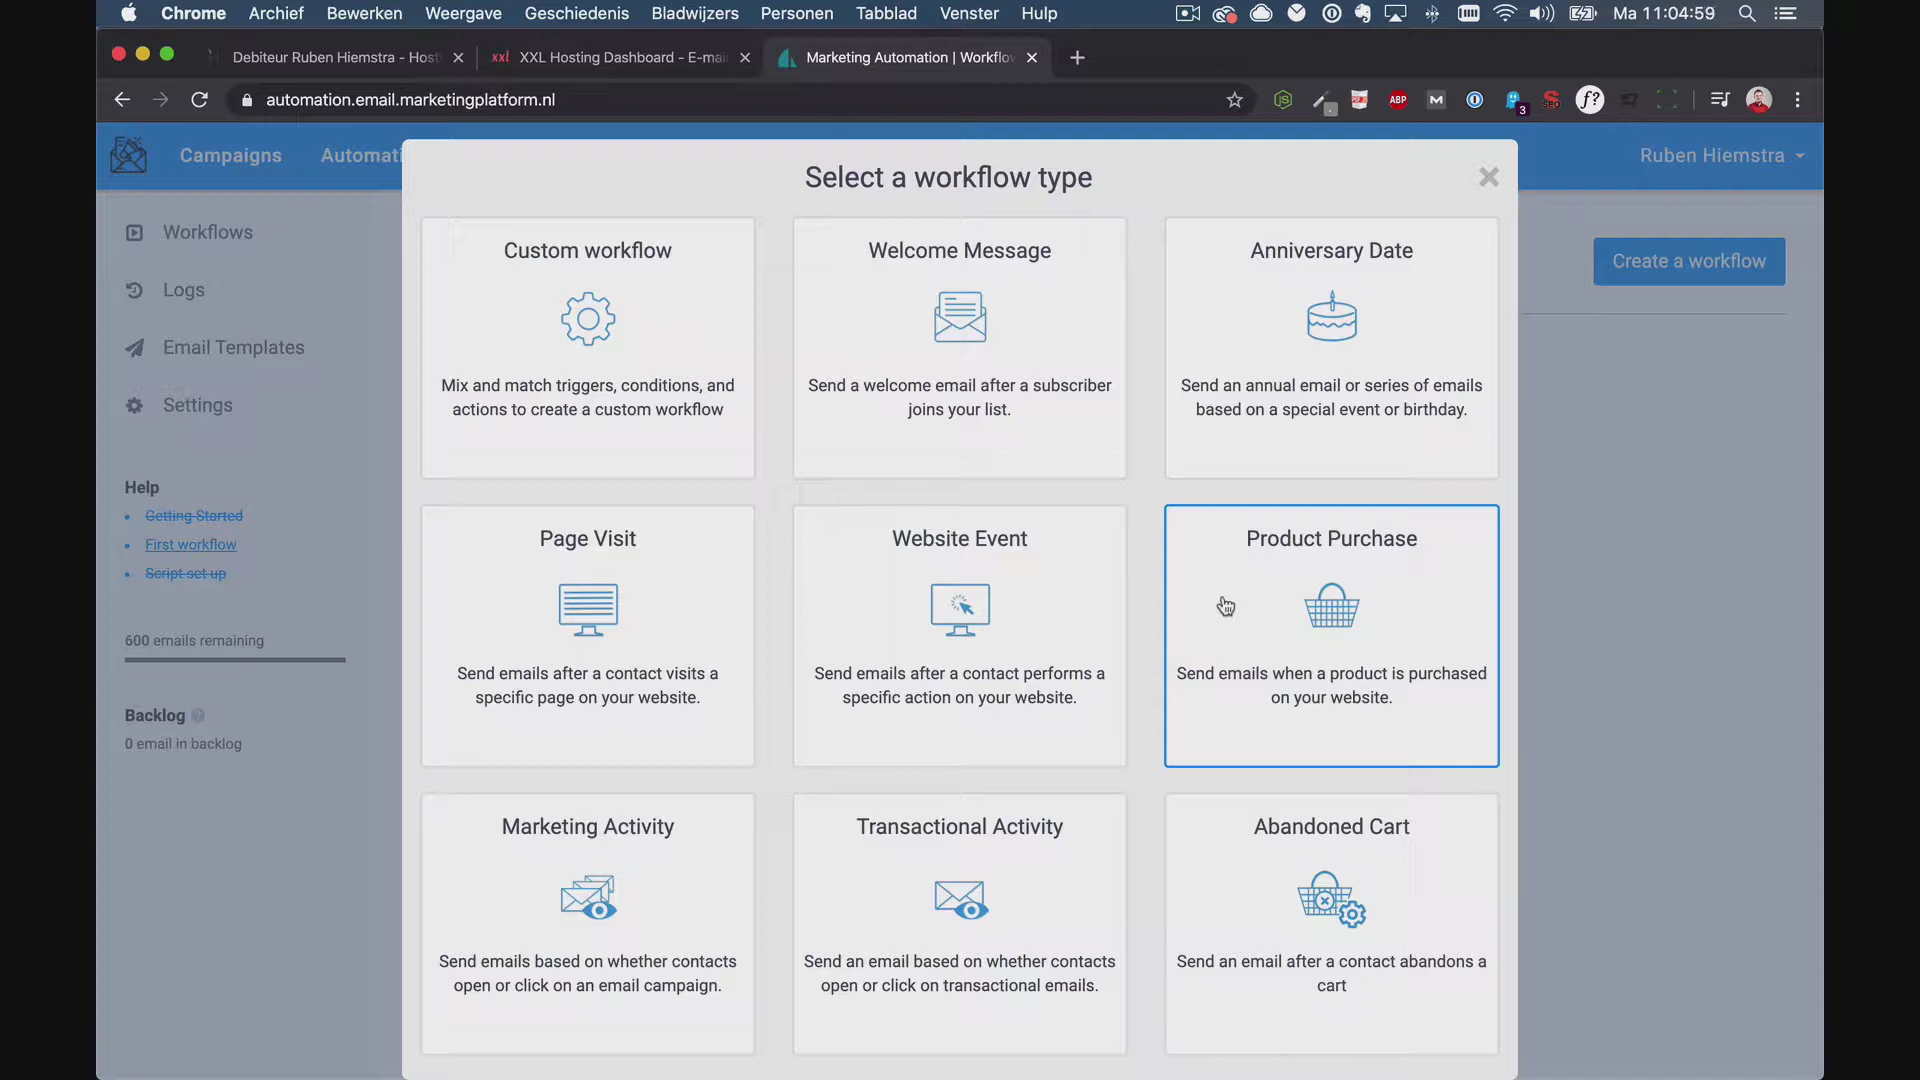 Chrome Archief Bewerken Weergave Geschiedenis Bladwijzers Personen Tabblad Venster Hulp Ma 11:04:59
Debiteur Ruben Hiemstra - Host
xxl XXL Hosting Dashboard - E-mai
Marketing Automation | Workflo
automation.email.marketingplatform.nl
ABP
3
SEO
f?
Campaigns
Automati
Ruben Hiemstra
Select a workflow type
Workflows
Logs
Email Templates
Settings
Create a workflow
Help
Getting Started
First workflow
Script set up
600 emails remaining
Backlog
0 email in backlog
Custom workflow
Mix and match triggers, conditions, and
actions to create a custom workflow
Welcome Message
Send a welcome email after a subscriber
joins your list.
Anniversary Date
Send an annual email or series of emails
based on a special event or birthday.
Page Visit
Send emails after a contact visits a
specific page on your website.
Website Event
Send emails after a contact performs a
specific action on your website.
Product Purchase
Send emails when a product is purchased
on your website.
Marketing Activity
Send emails based on whether contacts
open or click on an email campaign.
Transactional Activity
Send an email based on whether contacts
open or click on transactional emails.
Abandoned Cart
Send an email after a contact abandons a
cart